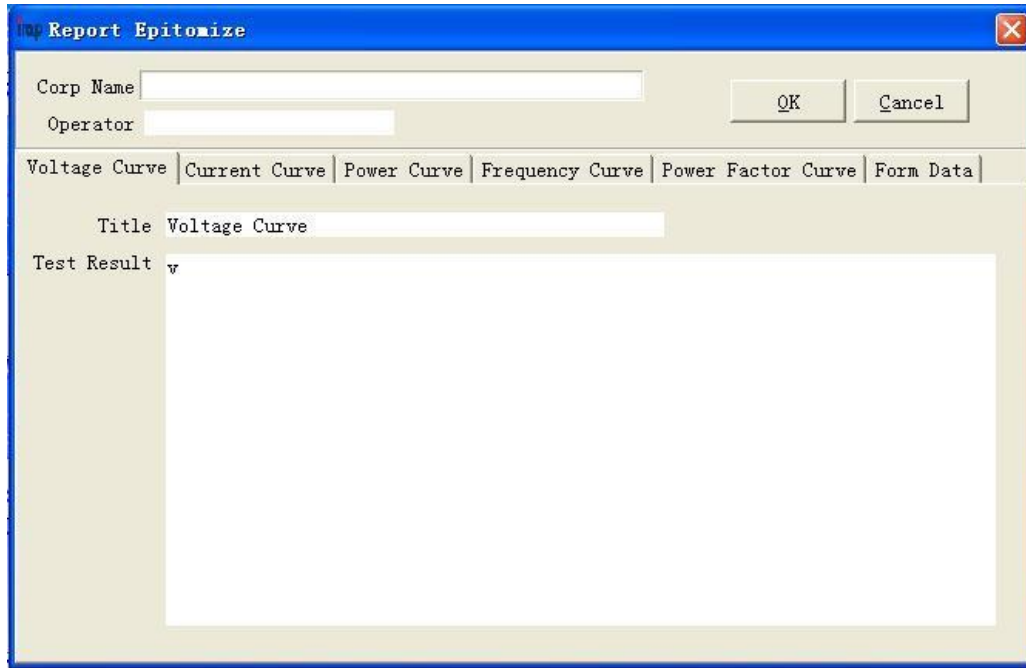 Report Epitomize
Corp Name
OK
Cancel
Operator
Voltage Curve Current Curve Power Curve Frequency Curve Power Factor Curve Form Data
Title Voltage Curve
Test Result v